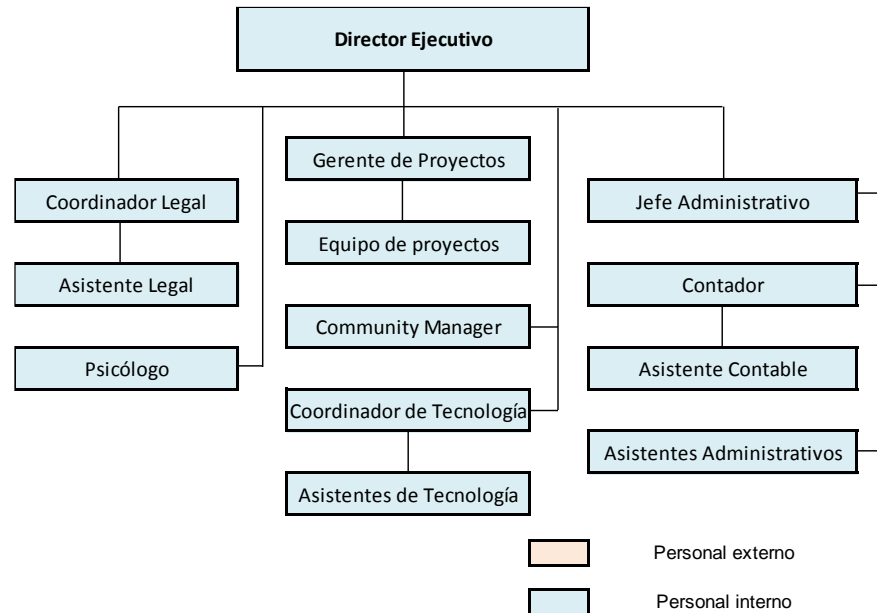 Director Ejecutivo
Gerente de Proyectos
Coordinador Legal
Jefe Administrativo
Equipo de proyectos
Asistente Legal
Contador
Community Manager
Psicólogo
Asistente Contable
Coordinador de Tecnología
Asistentes Administrativos
Asistentes de Tecnología
Personal externo
Personal interno